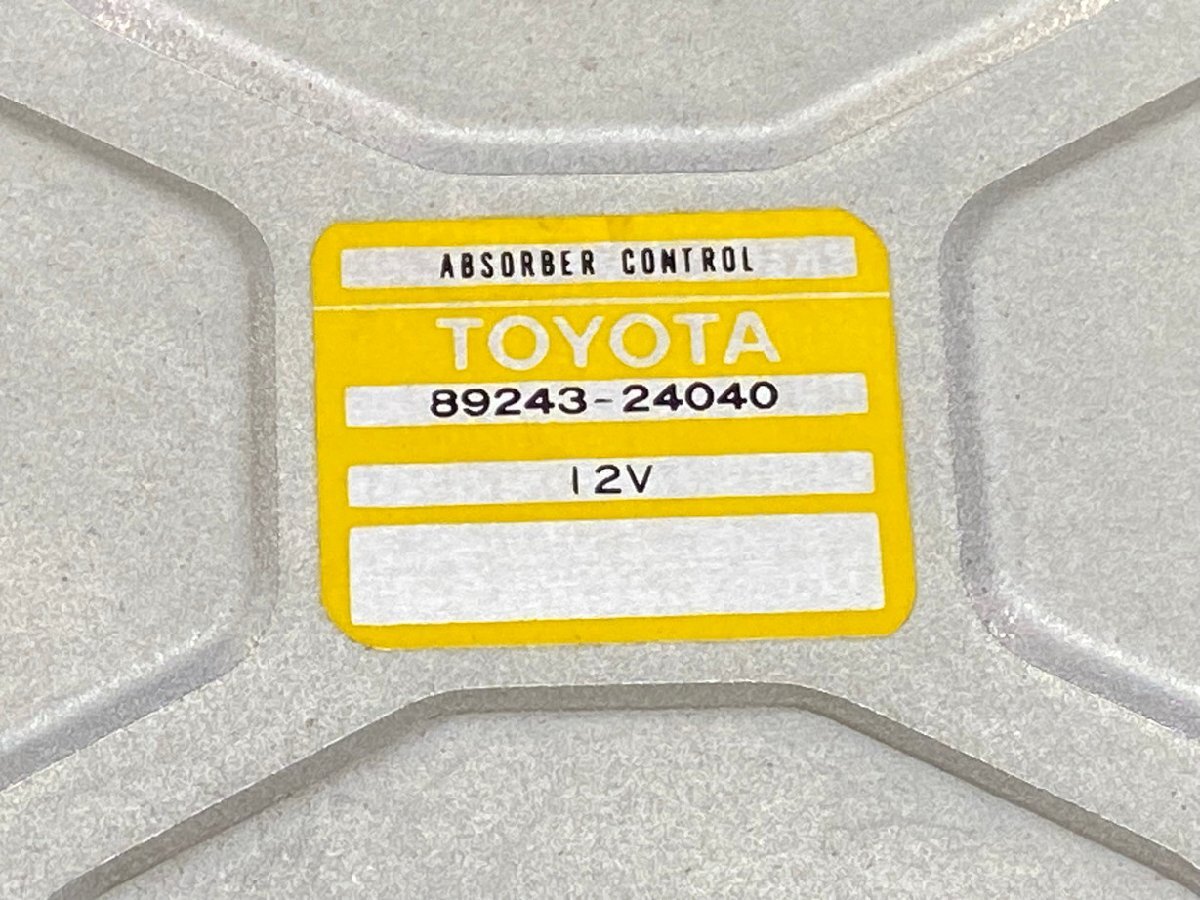 ABSORBER CONTROL
TOYOTA
89243-24040
12V